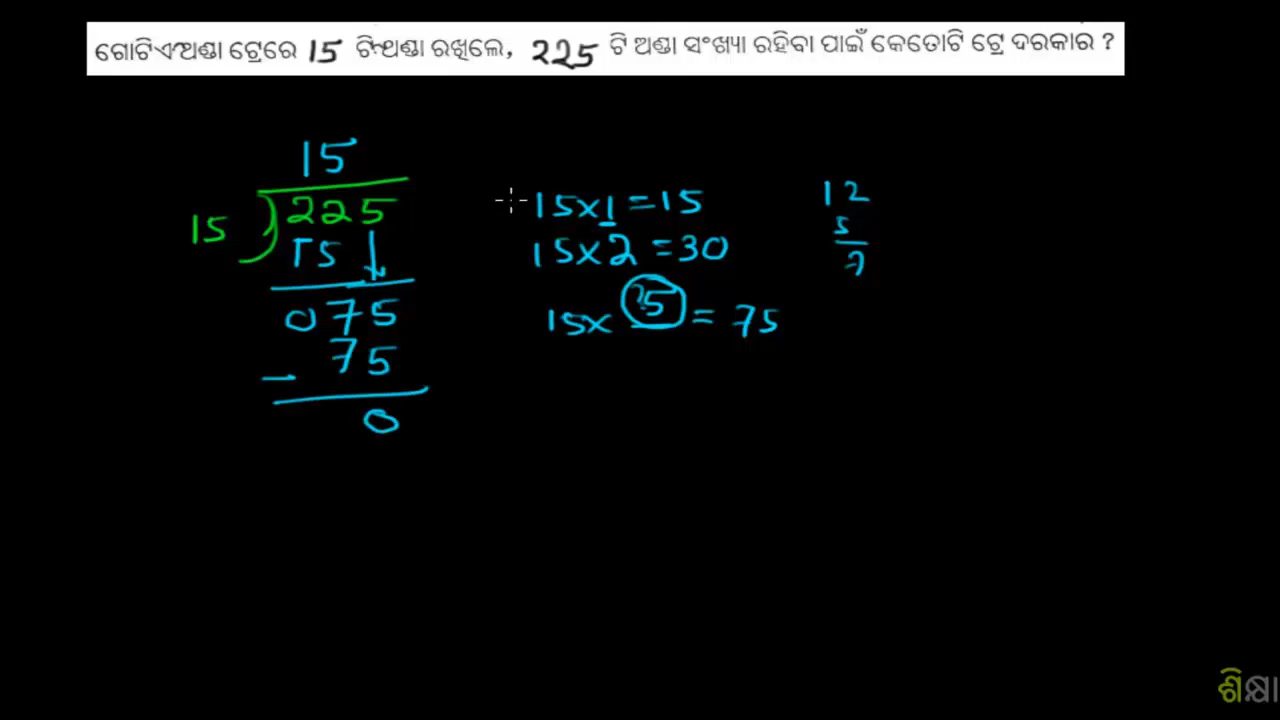 ଗୋଟିଏ ଅଣ୍ଡା ଟ୍ରେରେ 15 ଟି ଅଣ୍ଡା ରଖିଲେ, 225 ଟି ଅଣ୍ଡା ସଂଖ୍ୟା ରହିବା ପାଇଁ କେତୋଟି ଟ୍ରେ ଦରକାର ?
15
15)225
15
075
- 75
0
15x1=15
15x2=30
15x 5 = 75
12
5
7
ଶିକ୍ଷା